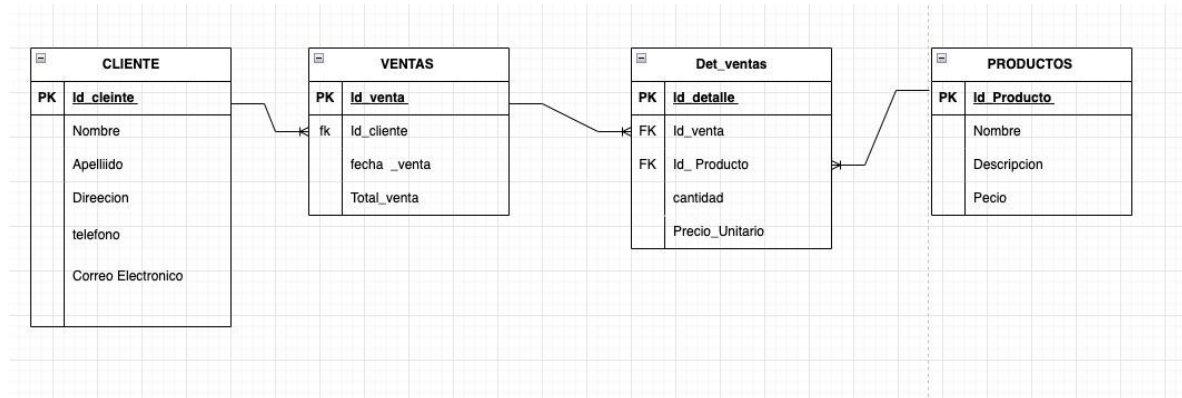 CLIENTE
PK Id_cleinte
Nombre
Apelliido
Direecion
telefono
Correo Electronico
VENTAS
PK Id_venta
fk Id_cliente
fecha _venta
Total_venta
Det_ventas
PK Id_detalle
FK Id_venta
FK Id_ Producto
cantidad
Precio_Unitario
PRODUCTOS
PK Id_Producto
Nombre
Descripcion
Pecio